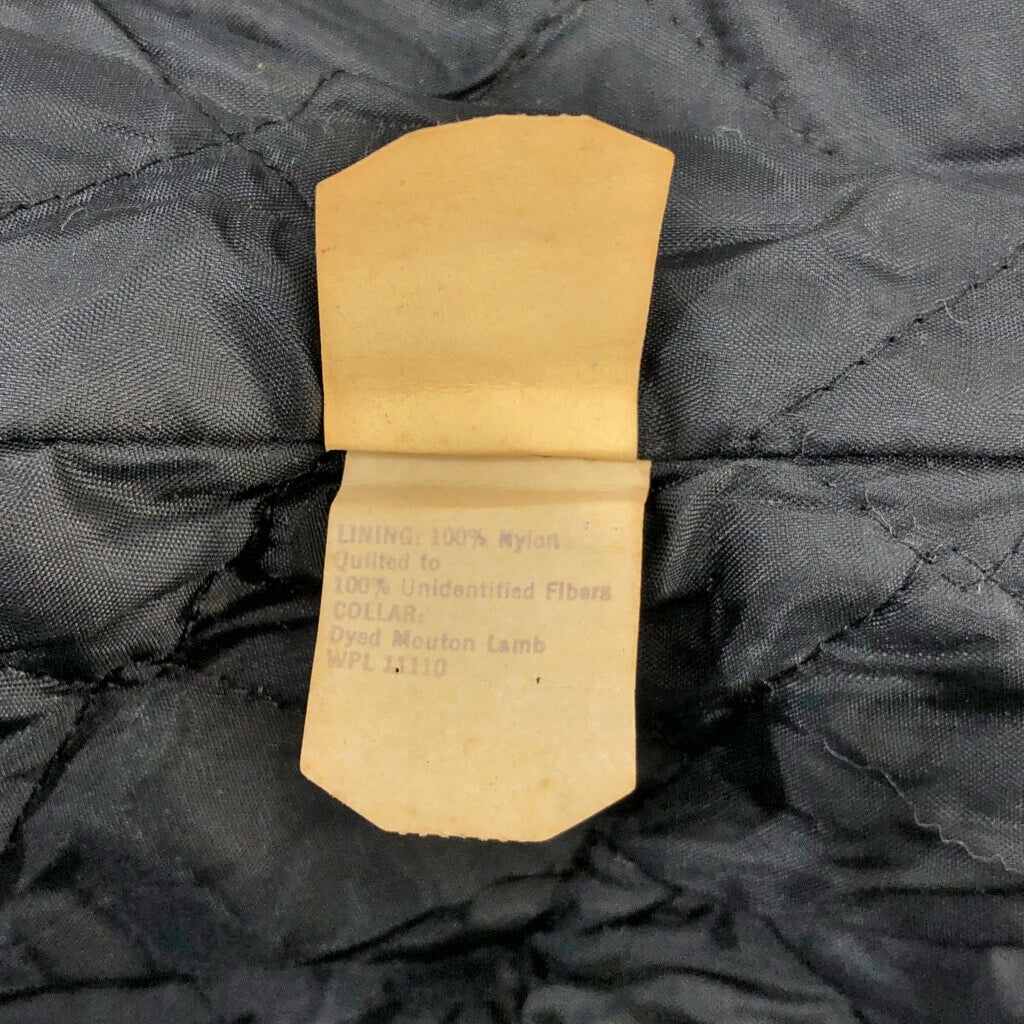 LINING: 100% Nylon
Quilted to
100% Unidentified Fibers
COLLAR:
Dyed Mouton Lamb
WPL 11110